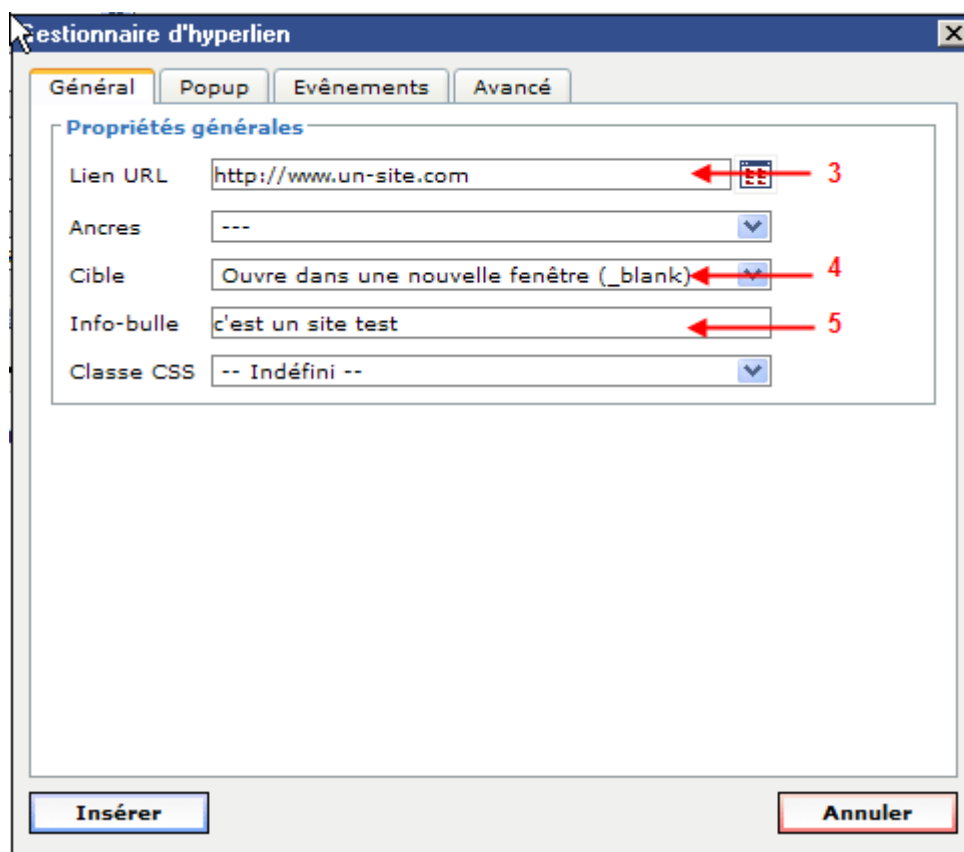 Gestionnaire d'hyperlien
Général Popup Evênements Avancé
Propriétés générales
Lien URL http://www.un-site.com 3
Ancres ---
Cible Ouvre dans une nouvelle fenêtre (_blank) 4
Info-bulle c'est un site test 5
Classe CSS -- Indéfini --
Insérer Annuler